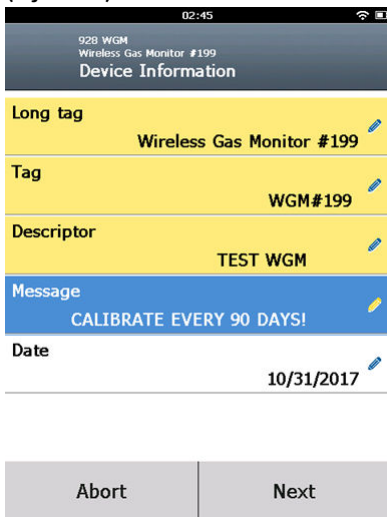 02:45
928 WGM
Wireless Gas Monitor #199
Device Information
Long tag
Wireless Gas Monitor #199
Tag
WGM#199
Descriptor
TEST WGM
Message
CALIBRATE EVERY 90 DAYS!
Date
10/31/2017
Abort
Next